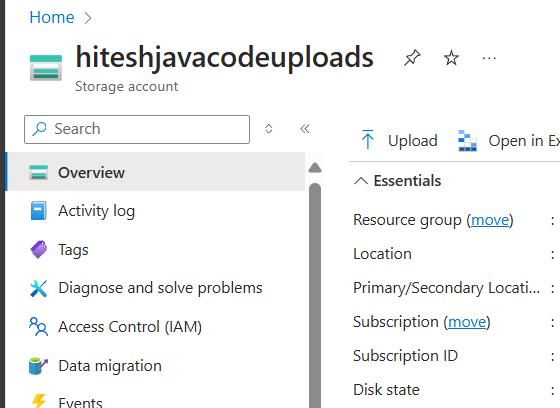 Home
hiteshjavacodeuploads
Storage account
Search
Overview
Activity log
Tags
Diagnose and solve problems
Access Control (IAM)
Data migration
Events
Upload
Open in Ex
Essentials
Resource group (move) :
Location :
Primary/Secondary Locati... :
Subscription (move) :
Subscription ID :
Disk state :